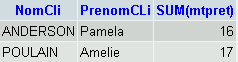 NomCli PrenomCLi SUM(mtpret)
ANDERSON Pamela 16
POULAIN Amelie 17